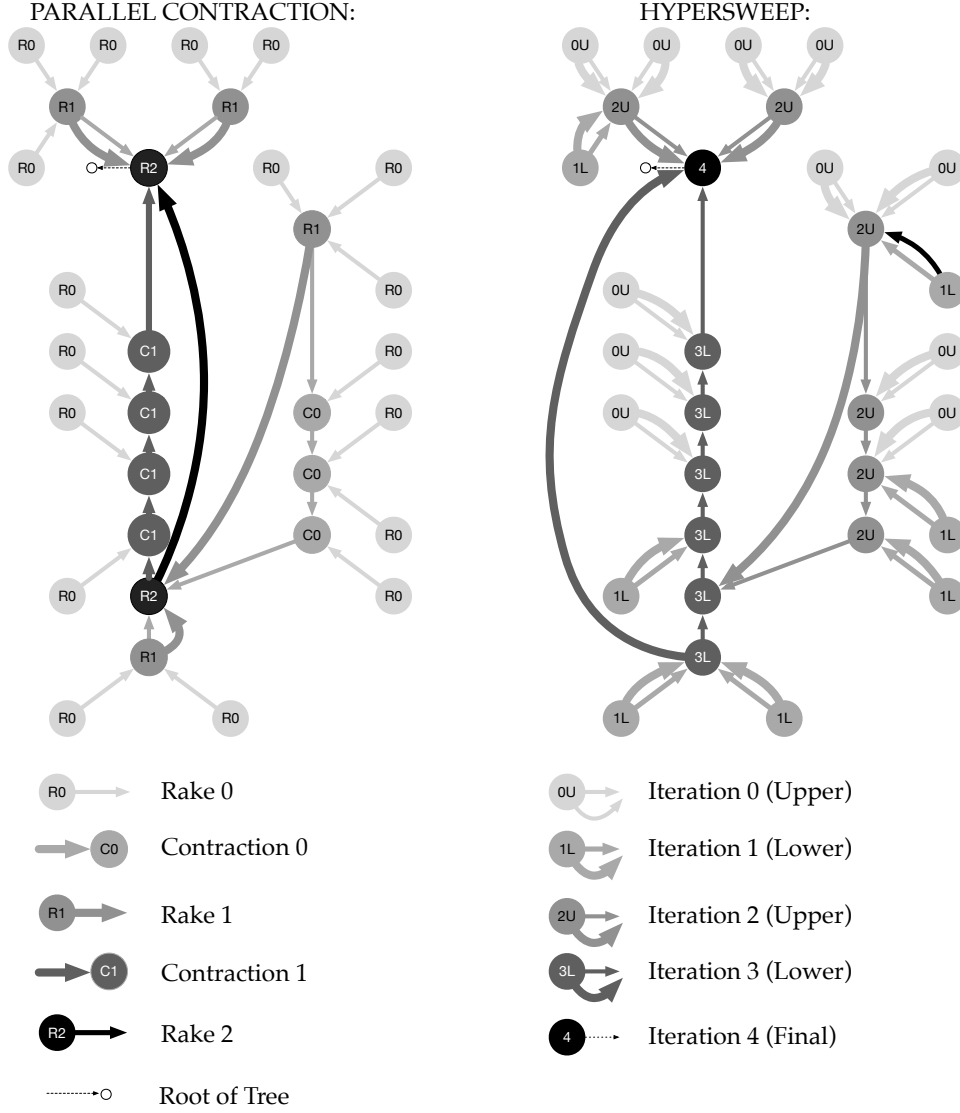 PARALLEL CONTRACTION:
R0 R0 R0 R0
R1 R1
R0 R2 R0 R0
R1
R0 R0
R0 C1 R0
R0 C1 C0 R0
C1 C0
C1 C0 R0
R0 R2 R0
R1
R0 R0
R0 Rake 0
C0 Contraction 0
R1 Rake 1
C1 Contraction 1
R2 Rake 2
Root of Tree
HYPERSWEEP:
0U 0U 0U 0U
2U 2U
1L 4 0U 0U
2U
0U 1L
0U 3L 0U
0U 3L 2U 0U
3L 2U
3L 2U 1L
1L 3L 1L
3L
1L 1L
0U Iteration 0 (Upper)
1L Iteration 1 (Lower)
2U Iteration 2 (Upper)
3L Iteration 3 (Lower)
4 Iteration 4 (Final)